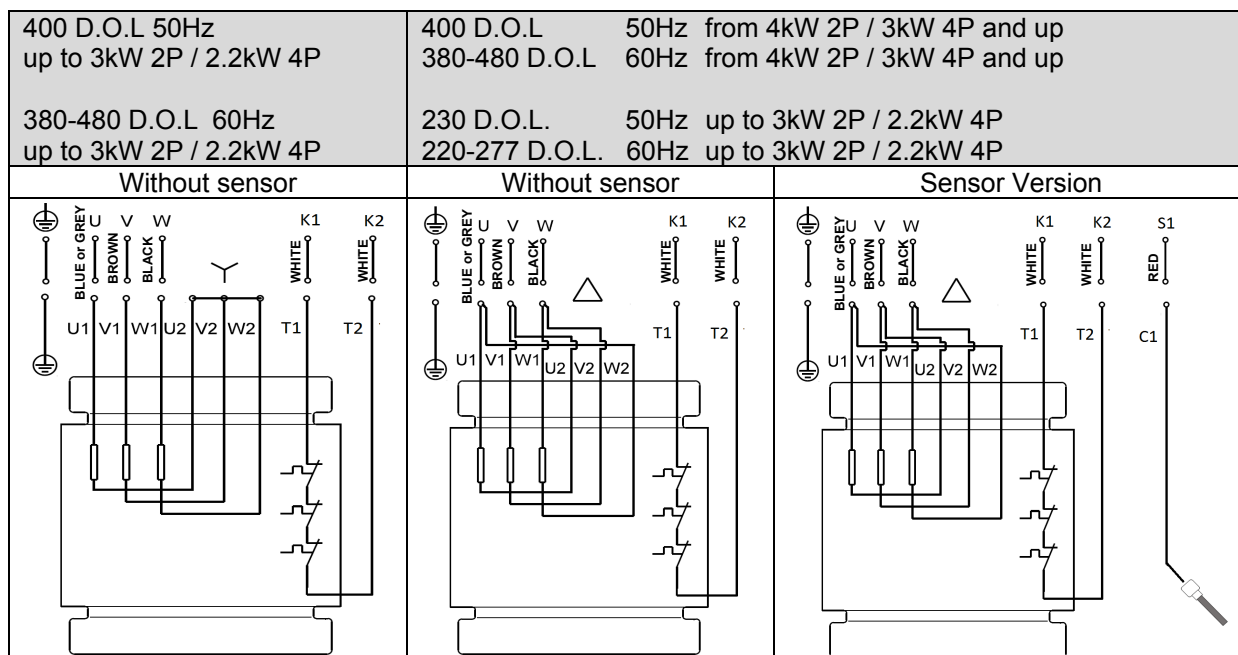 400 D.O.L 50Hz
up to 3kW 2P / 2.2kW 4P
380-480 D.O.L 60Hz
up to 3kW 2P / 2.2kW 4P
400 D.O.L 50Hz from 4kW 2P / 3kW 4P and up
380-480 D.O.L 60Hz from 4kW 2P / 3kW 4P and up
230 D.O.L. 50Hz up to 3kW 2P / 2.2kW 4P
220-277 D.O.L. 60Hz up to 3kW 2P / 2.2kW 4P
Without sensor
Without sensor
Sensor Version
U V W K1 K2
BLUE or GREY
BROWN
BLACK
WHITE
WHITE
U1 V1 W1 U2 V2 W2 T1 T2
U V W K1 K2
BLUE or GREY
BROWN
BLACK
WHITE
WHITE
U1 V1 W1 U2 V2 W2 T1 T2
U V W K1 K2 S1
BLUE or GREY
BROWN
BLACK
WHITE
WHITE
RED
U1 V1 W1 U2 V2 W2 T1 T2 C1